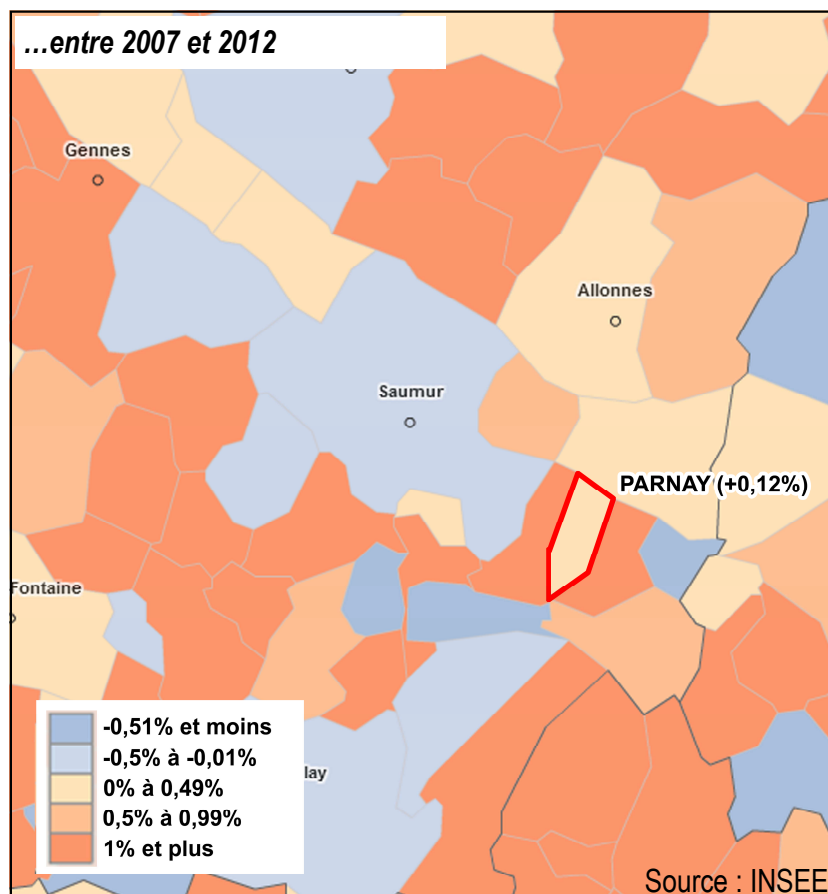 ...entre 2007 et 2012
Gennes
Allonnes
Saumur
PARNAY (+0,12%)
Fontaine
lay
-0,51% et moins
-0,5% à -0,01%
0% à 0,49%
0,5% à 0,99%
1% et plus
Source : INSEE